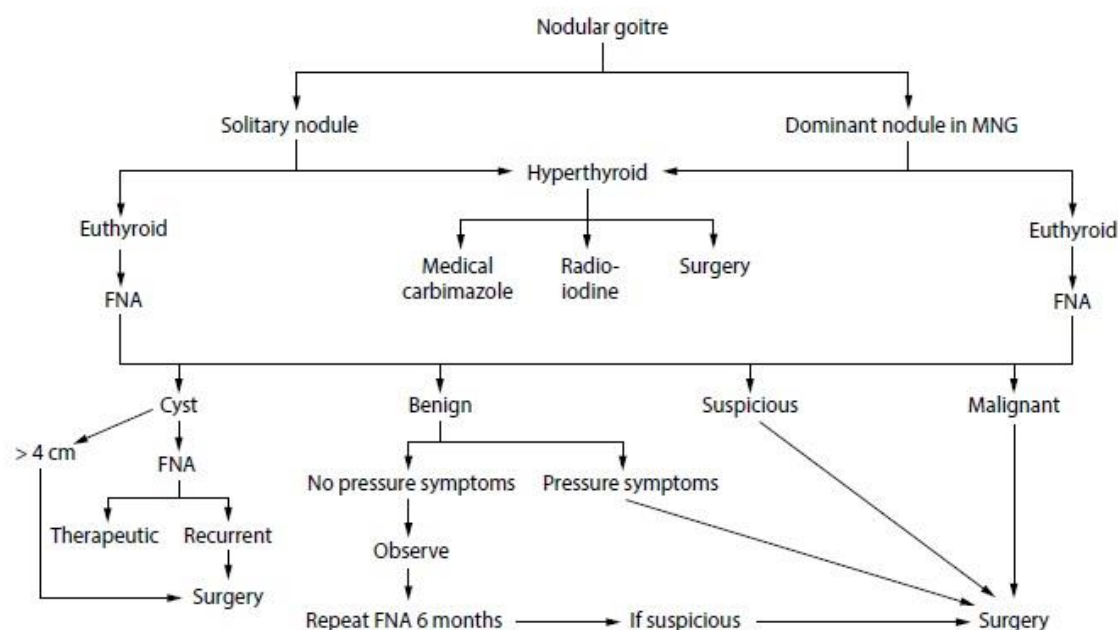 Nodular goitre
Solitary nodule
Dominant nodule in MNG
Hyperthyroid
Euthyroid
Euthyroid
Medical
carbimazole
Radio-
iodine
Surgery
FNA
FNA
Cyst
Benign
Suspicious
Malignant
> 4 cm
FNA
No pressure symptoms
Pressure symptoms
Therapeutic
Recurrent
Observe
Surgery
Repeat FNA 6 months
If suspicious
Surgery